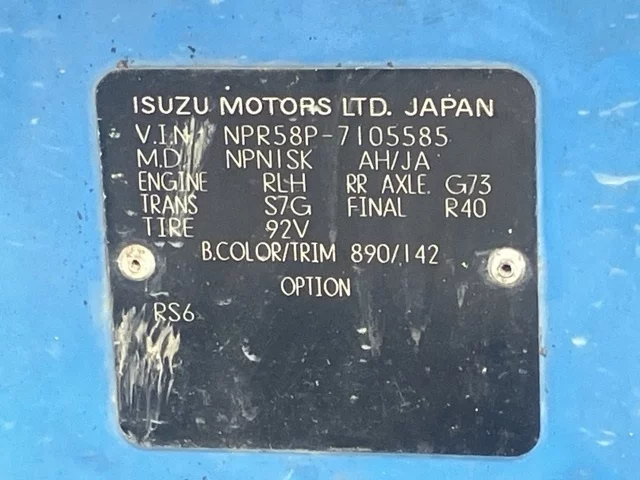 ISUZU MOTORS LTD. JAPAN
V.I.N. NPR58P-7105585
M.D. NPN1SK AH/JA
ENGINE RLH RR AXLE. G73
TRANS S7G FINAL R40
TIRE 92V
B.COLOR/TRIM 890/142
OPTION
RS6